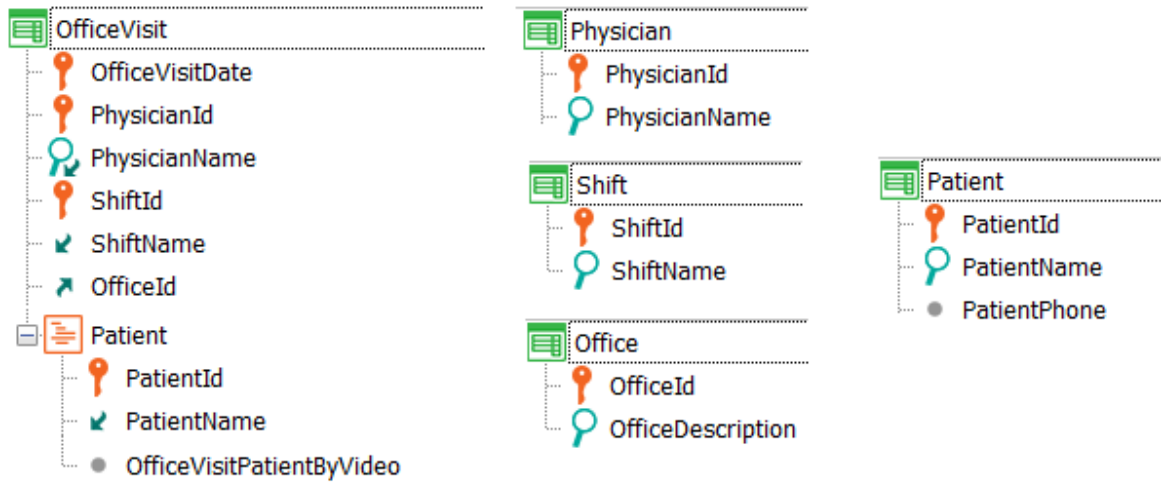 OfficeVisit
OfficeVisitDate
PhysicianId
PhysicianName
ShiftId
ShiftName
OfficeId
Patient
PatientId
PatientName
OfficeVisitPatientByVideo
Physician
PhysicianId
PhysicianName
Shift
ShiftId
ShiftName
Office
OfficeId
OfficeDescription
Patient
PatientId
PatientName
PatientPhone